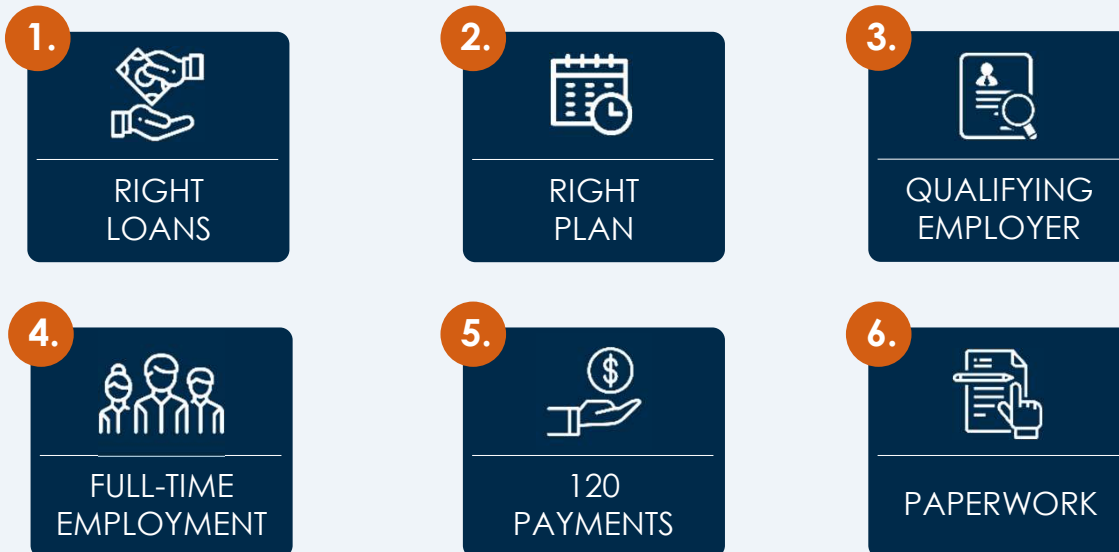 1.
RIGHT
LOANS
2.
RIGHT
PLAN
3.
QUALIFYING
EMPLOYER
4.
FULL-TIME
EMPLOYMENT
5.
$
120
PAYMENTS
6.
PAPERWORK